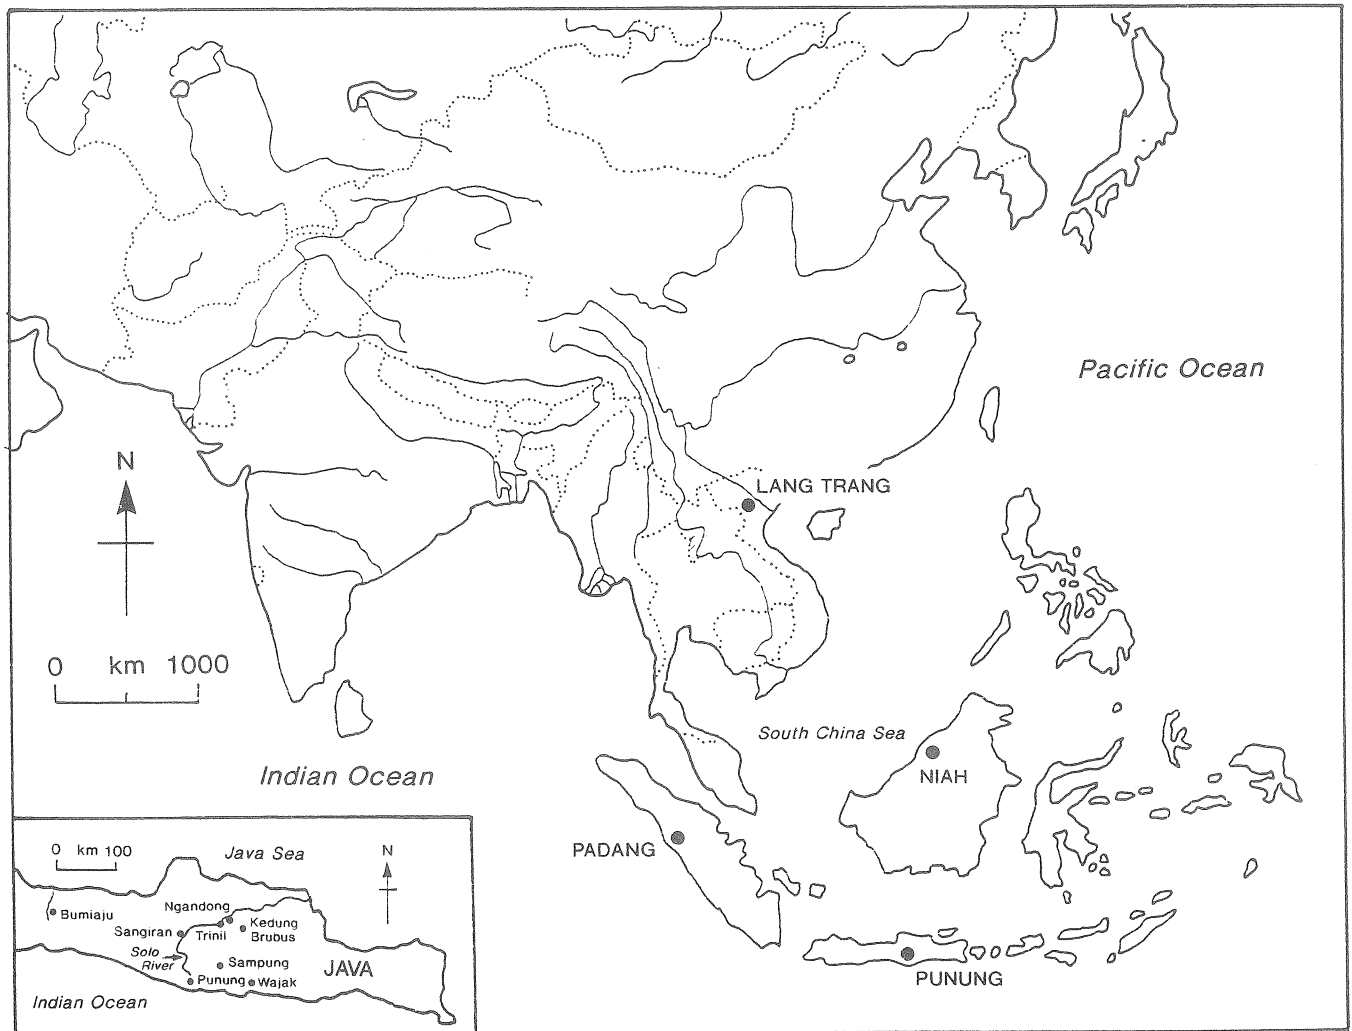 Pacific Ocean
N
LANG TRANG
0 km 1000
South China Sea
Indian Ocean
NIAH
PADANG
PUNUNG
0 km 100
Java Sea
N
Ngandong
Bumiaju
Kedung
Brubus
Sangiran
Trinil
Solo
River
Sampung
JAVA
Punung
Wajak
Indian Ocean